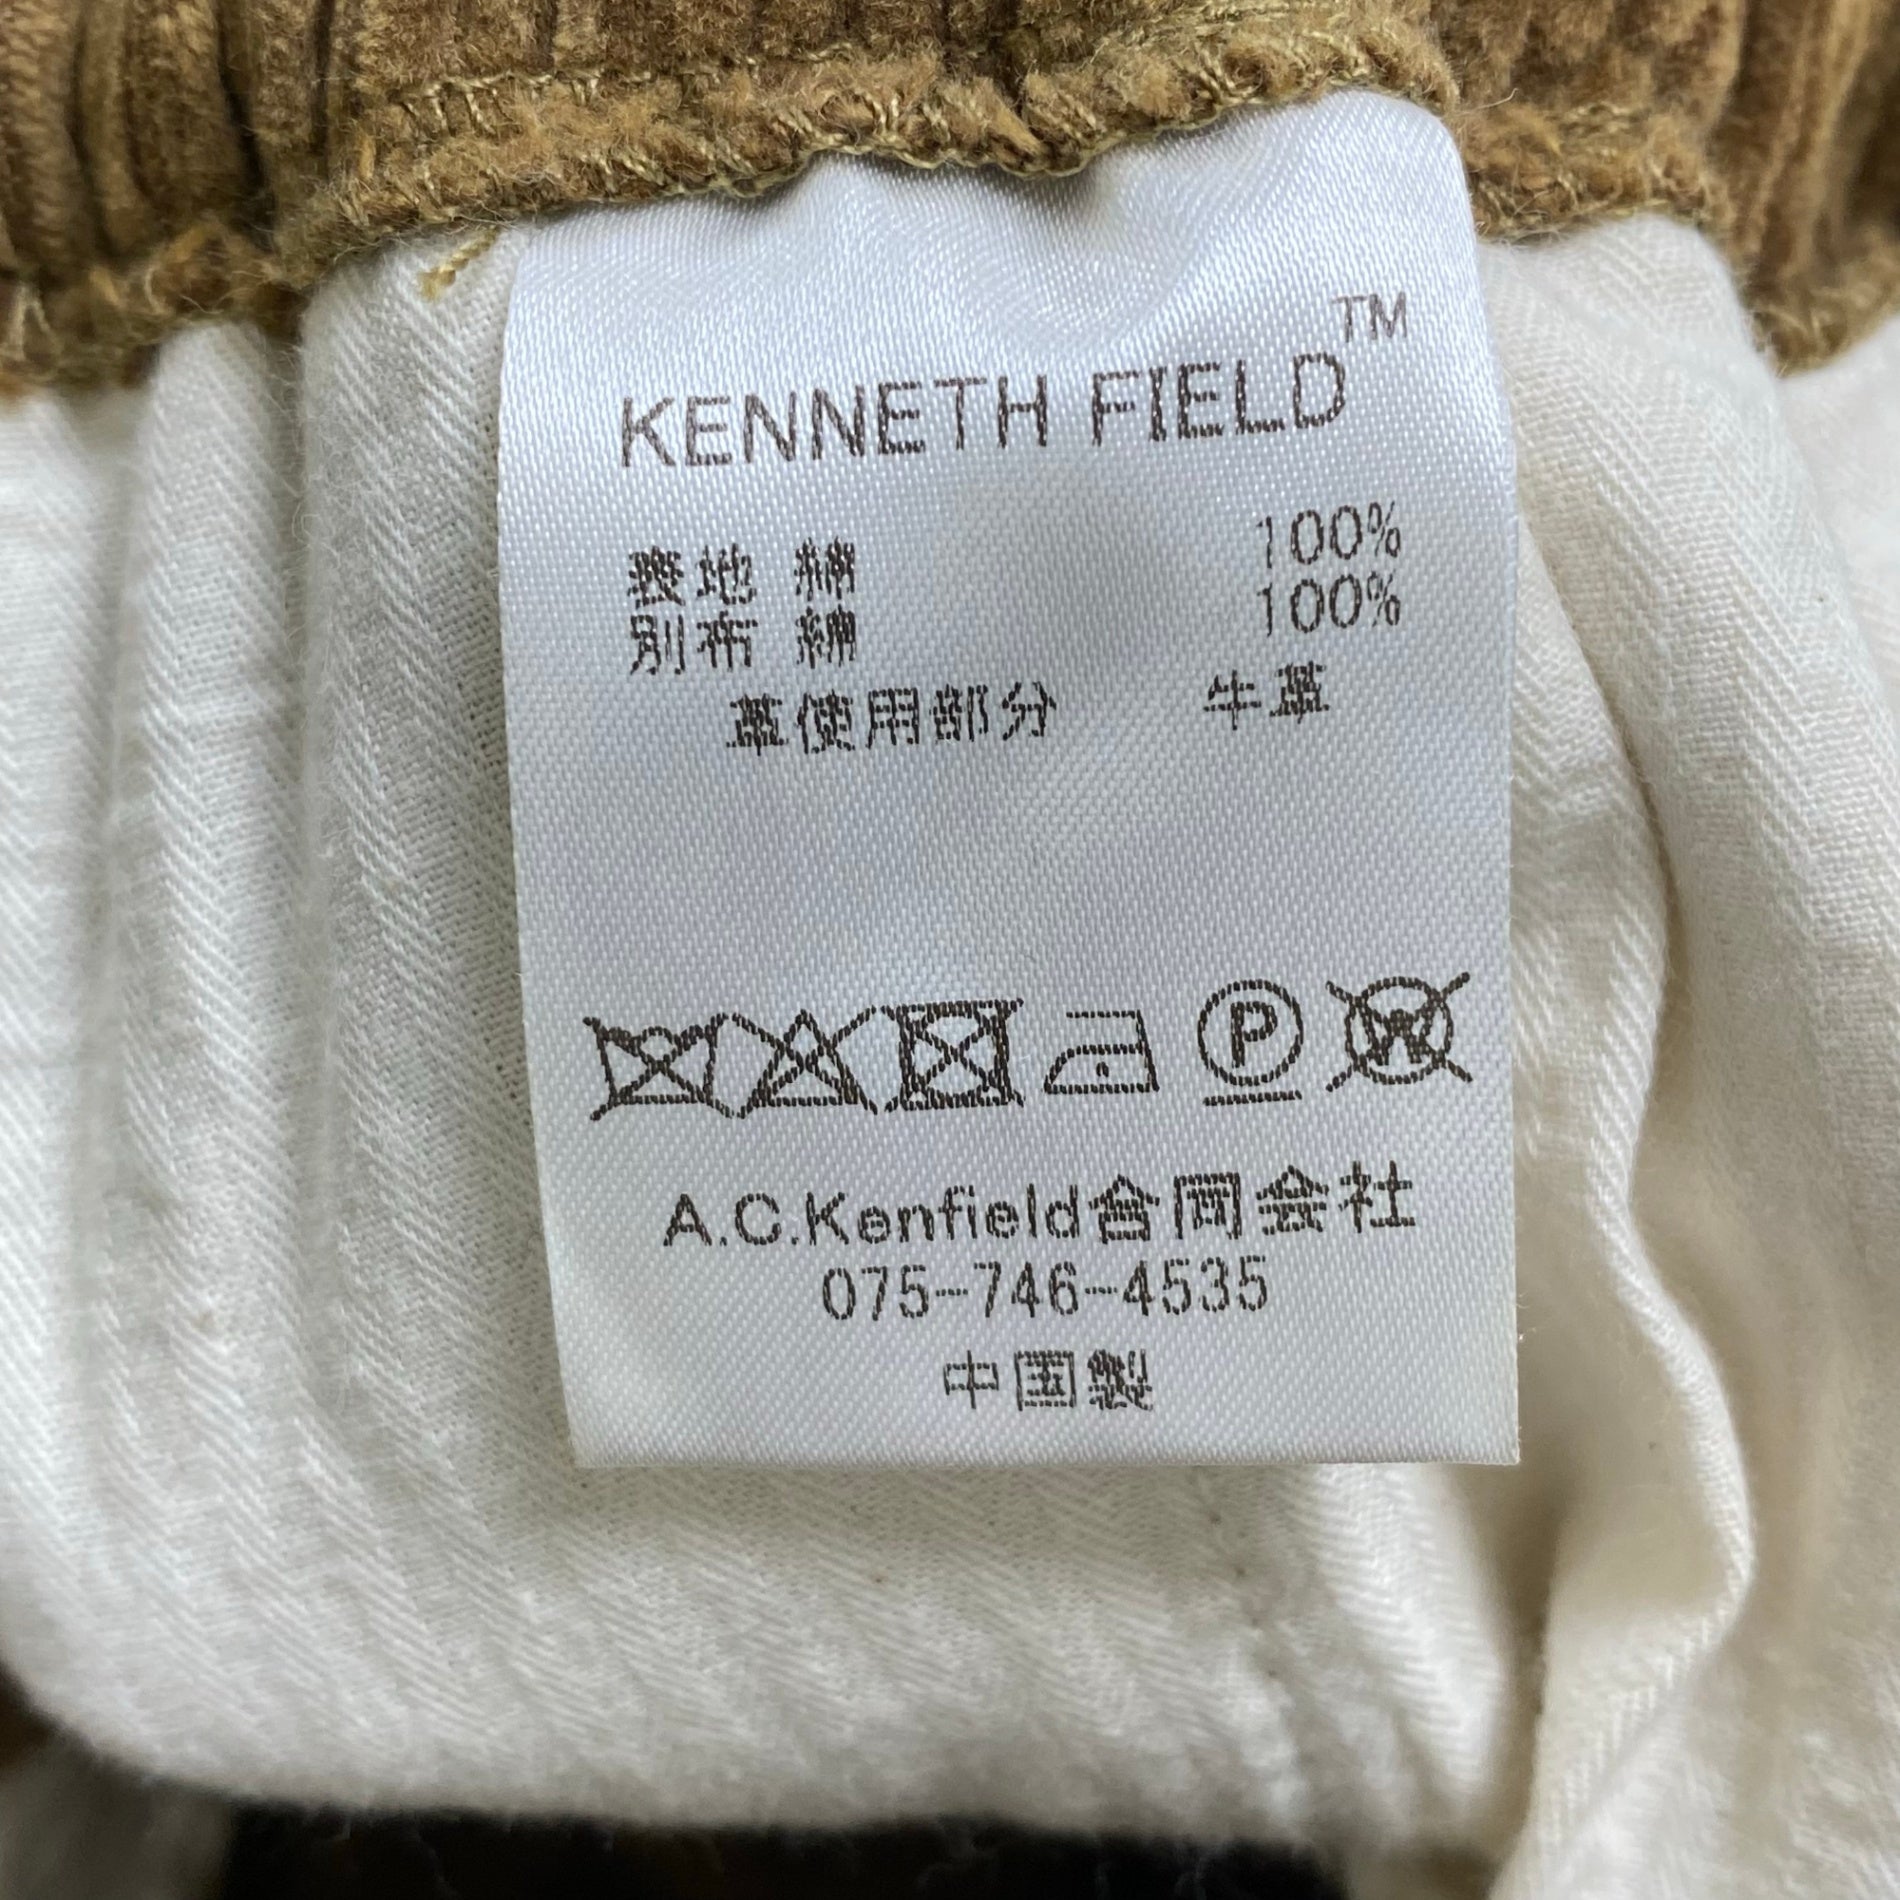 KENNETH FIELD™
表地 綿 100%
別布 綿 100%
革使用部分 牛革
P W
A.C.Kenfield合同会社
075-746-4535
中国製